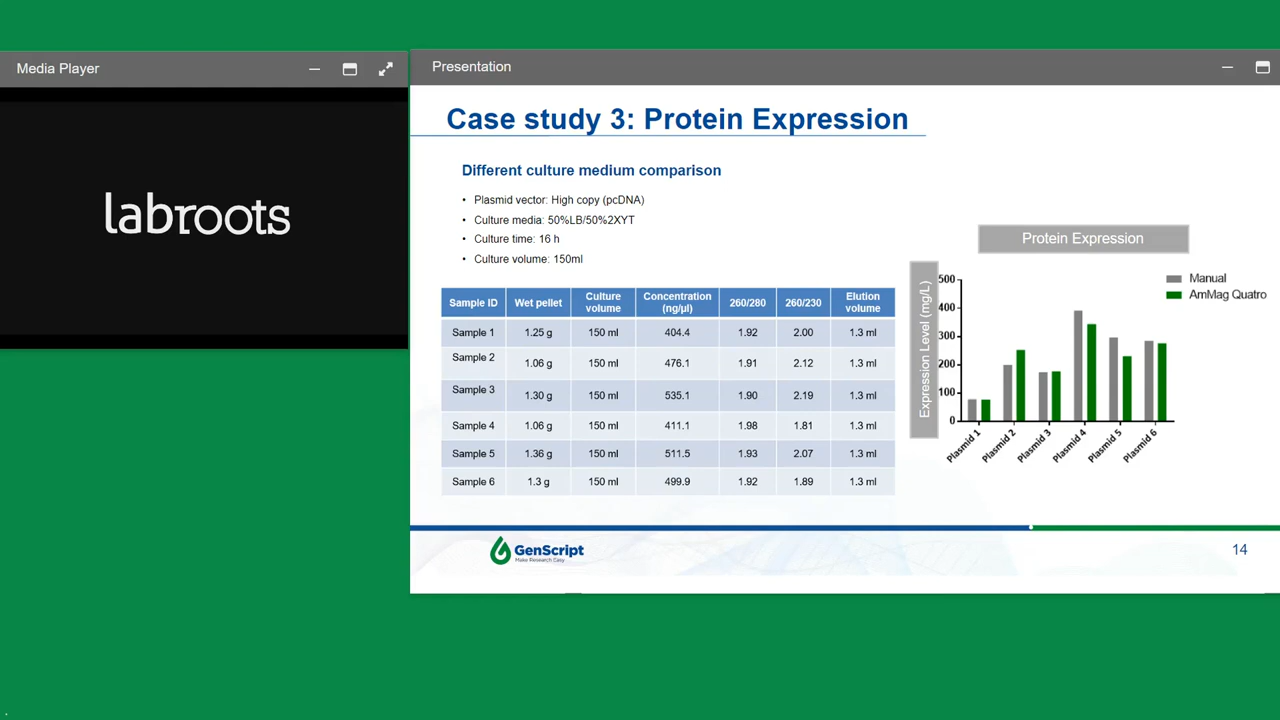 Media Player
labroots
Presentation
Case study 3: Protein Expression
Different culture medium comparison
• Plasmid vector: High copy (pcDNA)
• Culture media: 50%LB/50%2XYT
• Culture time: 16 h
• Culture volume: 150ml
Sample ID Wet pellet Culture volume Concentration (ng/µl) 260/280 260/230 Elution volume
Sample 1 1.25 g 150 ml 404.4 1.92 2.00 1.3 ml
Sample 2 1.06 g 150 ml 476.1 1.91 2.12 1.3 ml
Sample 3 1.30 g 150 ml 535.1 1.90 2.19 1.3 ml
Sample 4 1.06 g 150 ml 411.1 1.98 1.81 1.3 ml
Sample 5 1.36 g 150 ml 511.5 1.93 2.07 1.3 ml
Sample 6 1.3 g 150 ml 499.9 1.92 1.89 1.3 ml
Protein Expression
Manual
AmMag Quatro
Expression Level (mg/L)
500
400
300
200
100
0
Plasmid 1
Plasmid 2
Plasmid 3
Plasmid 4
Plasmid 5
Plasmid 6
GenScript
Make Research Easy
14